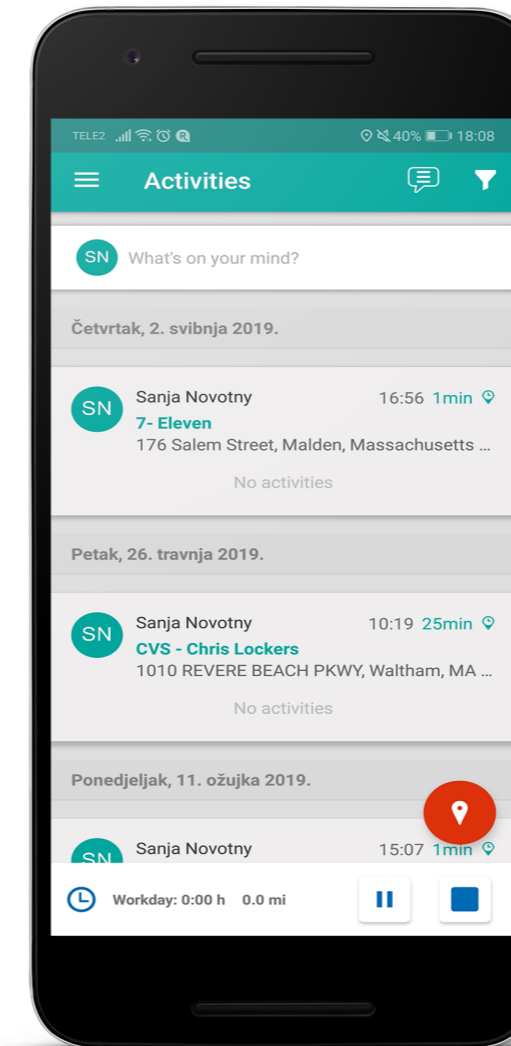 TELE2 40% 18:08
Activities
SN What's on your mind?
Četvrtak, 2. svibnja 2019.
SN Sanja Novotny 16:56 1min
7- Eleven
176 Salem Street, Malden, Massachusetts ...
No activities
Petak, 26. travnja 2019.
SN Sanja Novotny 10:19 25min
CVS - Chris Lockers
1010 REVERE BEACH PKWY, Waltham, MA ...
No activities
Ponedjeljak, 11. ožujka 2019.
SN Sanja Novotny 15:07 1min
Workday: 0:00 h 0.0 mi